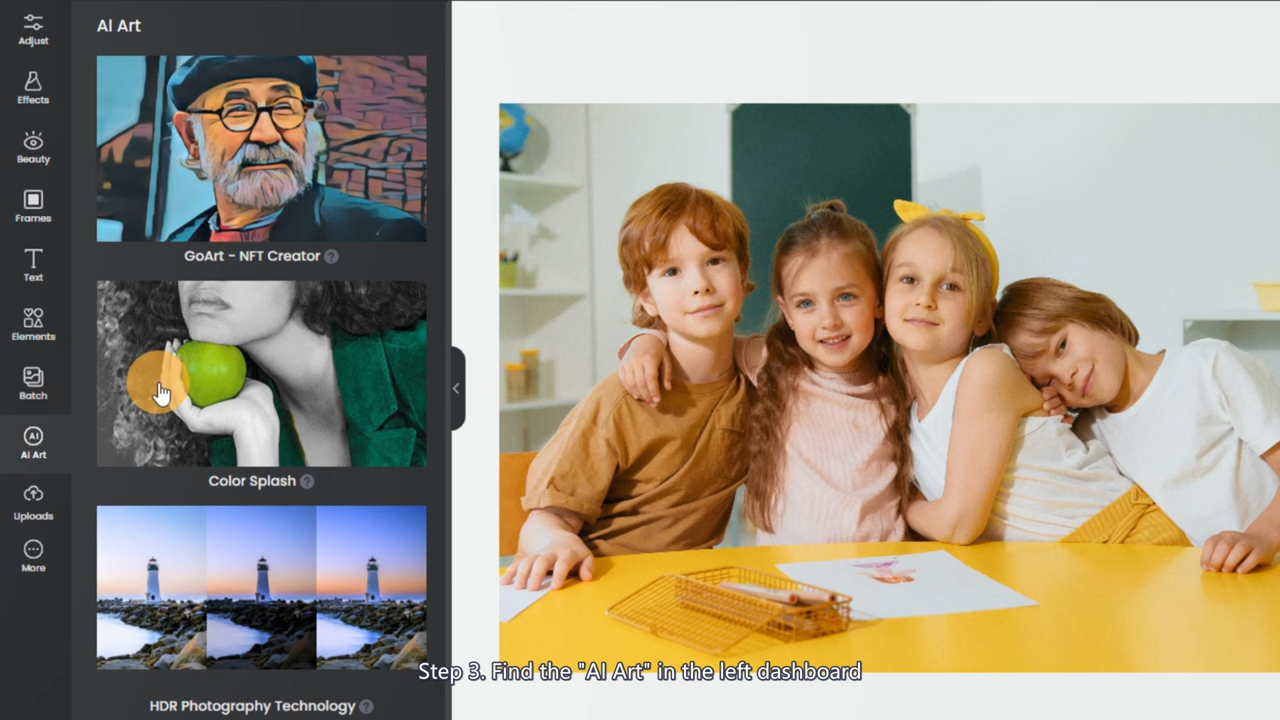 Adjust
Effects
Beauty
Frames
Text
Elements
Batch
AI
AI Art
Uploads
More
AI Art
GoArt - NFT Creator ?
Color Splash ?
HDR Photography Technology ?
Step 3. Find the "AI Art" in the left dashboard